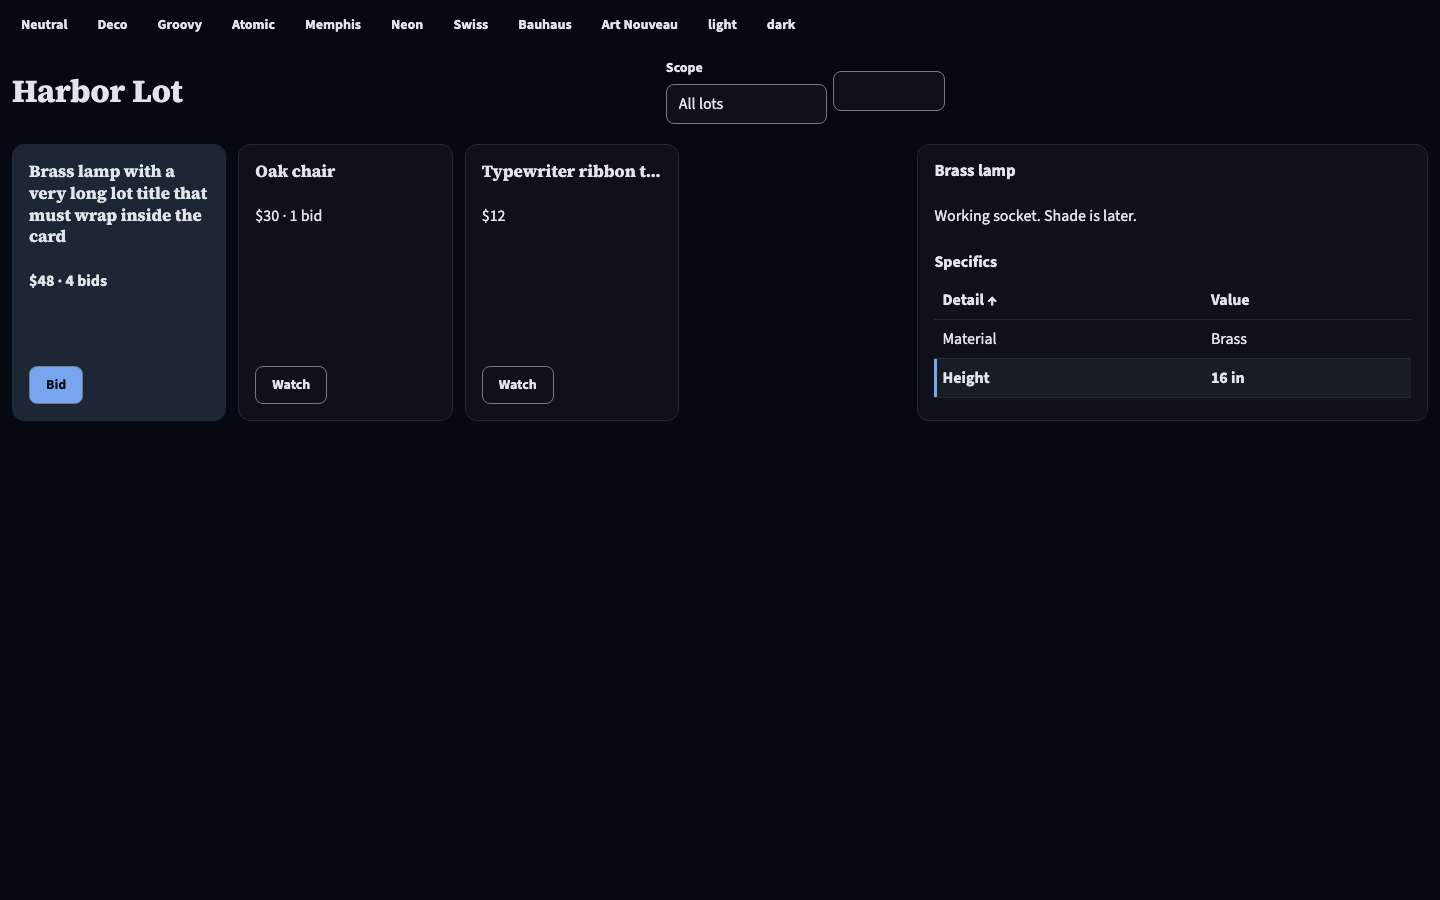 Neutral Deco Groovy Atomic Memphis Neon Swiss Bauhaus Art Nouveau light dark
Harbor Lot
Scope
All lots
Brass lamp with a
very long lot title that
must wrap inside the
card
$48 · 4 bids
Bid
Oak chair
$30 · 1 bid
Watch
Typewriter ribbon t…
$12
Watch
Brass lamp
Working socket. Shade is later.
Specifics
Detail ↑ Value
Material Brass
Height 16 in